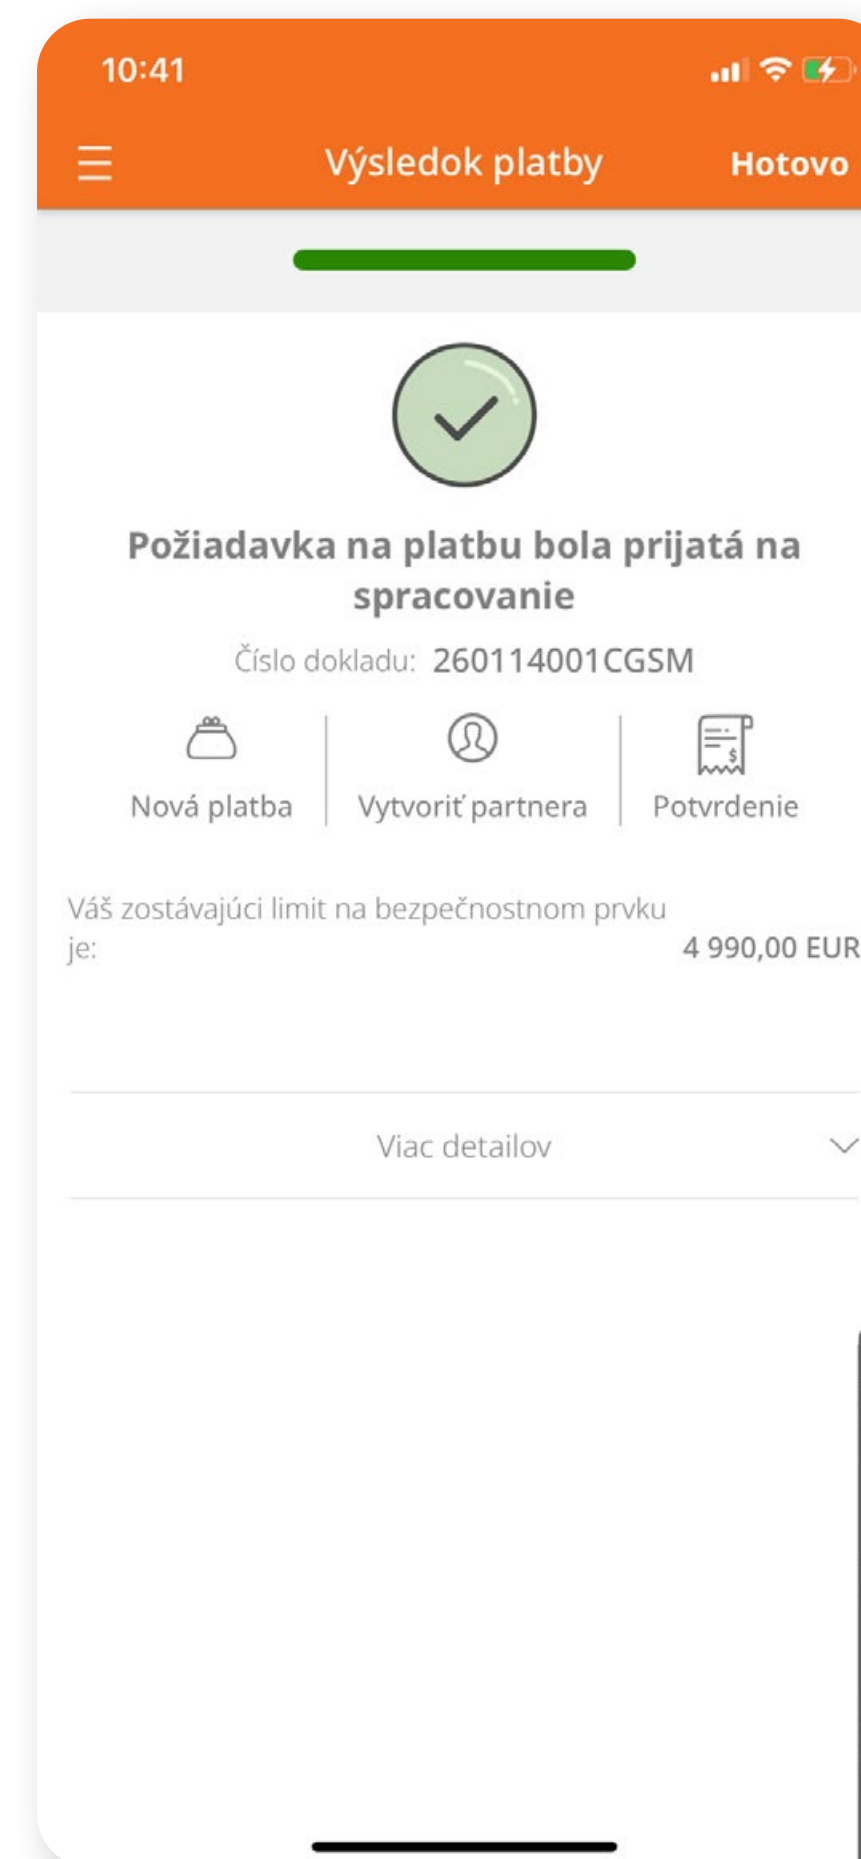 10:41
Výsledok platby Hotovo
Požiadavka na platbu bola prijatá na
spracovanie
Číslo dokladu: 260114001CGSM
Nová platba Vytvoriť partnera Potvrdenie
Váš zostávajúci limit na bezpečnostnom prvku
je: 4 990,00 EUR
Viac detailov